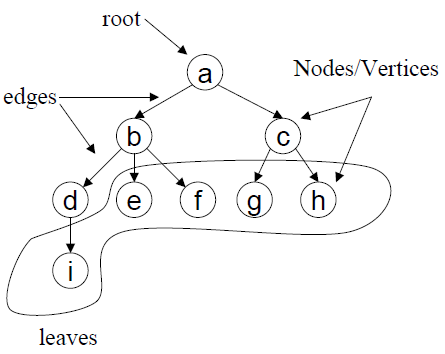 root
a
Nodes/Vertices
edges
b
c
d
e
f
g
h
i
leaves